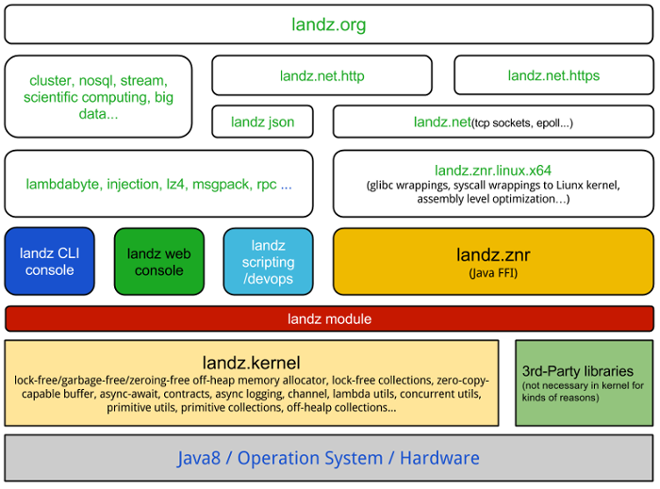 landz.org
cluster, nosql, stream,
scientific computing, big
data...
landz.net.http
landz.net.https
landz json
landz.net(tcp sockets, epoll...)
lambdabyte, injection, lz4, msgpack, rpc ...
landz.znr.linux.x64
(glibc wrappings, syscall wrappings to Liunx kernel,
assembly level optimization…)
landz CLI
console
landz web
console
landz
scripting
/devops
landz.znr
(Java FFI)
landz module
landz.kernel
lock-free/garbage-free/zeroing-free off-heap memory allocator, lock-free collections, zero-copy-
capable buffer, async-await, contracts, async logging, channel, lambda utils, concurrent utils,
primitive utils, primitive collections, off-healp collections...
3rd-Party libraries
(not necessary in kernel for
kinds of reasons)
Java8 / Operation System / Hardware